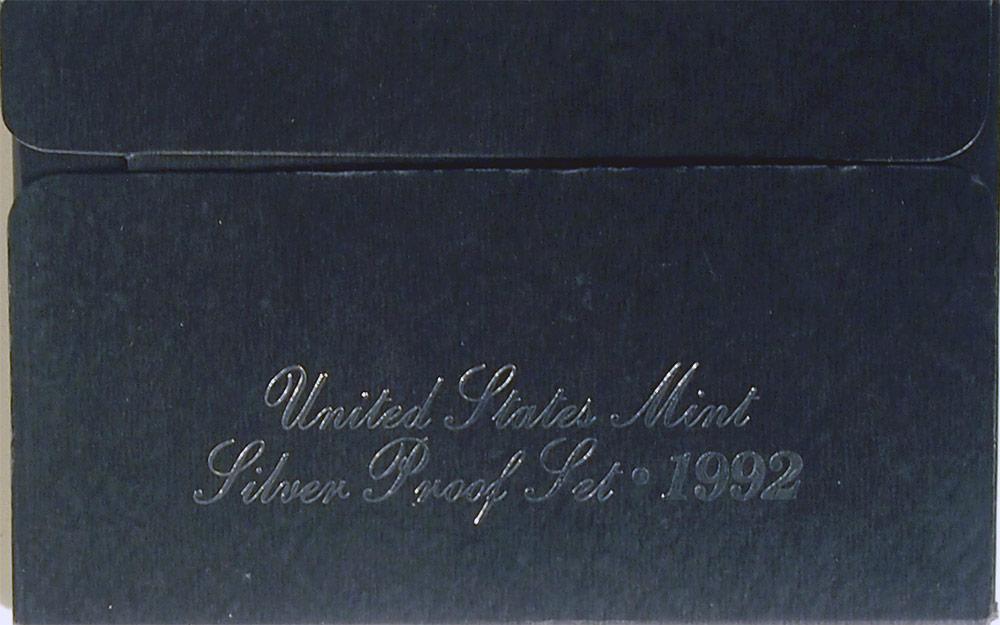 United States Mint
Silver Proof Set • 1992